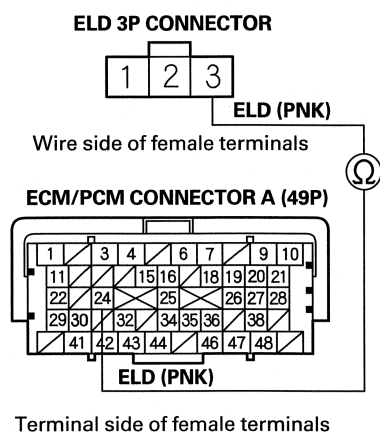 ELD 3P CONNECTOR
1 2 3
ELD (PNK)
Wire side of female terminals
Ω
ECM/PCM CONNECTOR A (49P)
1 3 4 6 7 9 10
11 15 16 18 19 20 21
22 24 25 26 27 28
29 30 32 34 35 36 38
41 42 43 44 46 47 48
ELD (PNK)
Terminal side of female terminals